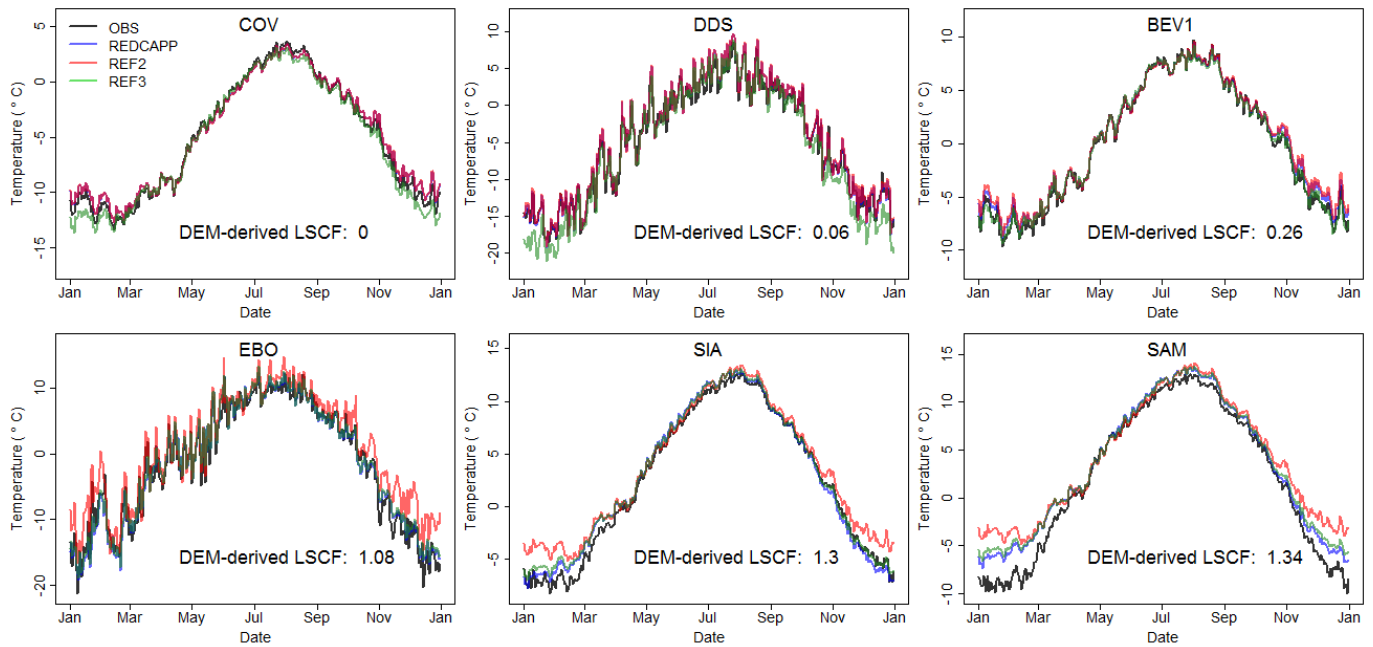 COV
OBS
REDCAPP
REF2
REF3
Temperature ( ° C)
0
-5
-10
-15
DEM-derived LSCF: 0
Jan Mar May Jul Sep Nov Jan
Date
DDS
Temperature ( ° C)
10
5
0
-5
-10
-15
-20
DEM-derived LSCF: 0.06
Jan Mar May Jul Sep Nov Jan
Date
BEV1
Temperature ( ° C)
10
5
0
-5
-10
DEM-derived LSCF: 0.26
Jan Mar May Jul Sep Nov Jan
Date
EBO
Temperature ( ° C)
10
0
-10
-20
DEM-derived LSCF: 1.08
Jan Mar May Jul Sep Nov Jan
Date
SIA
Temperature ( ° C)
15
10
5
0
-5
DEM-derived LSCF: 1.3
Jan Mar May Jul Sep Nov Jan
Date
SAM
Temperature ( ° C)
15
10
5
0
-5
-10
DEM-derived LSCF: 1.34
Jan Mar May Jul Sep Nov Jan
Date